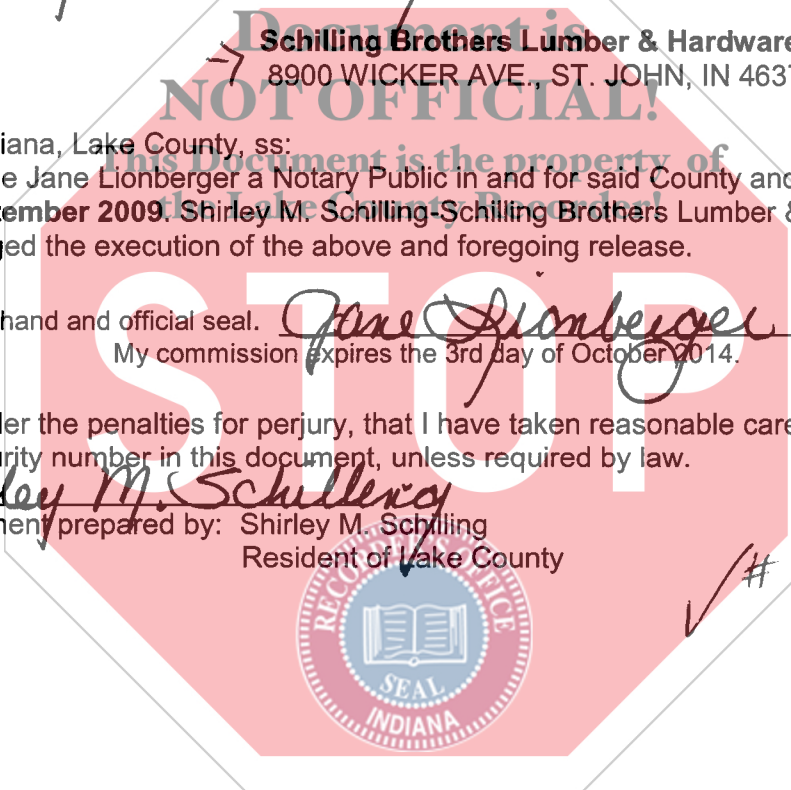 Document is
Schilling Brothers Lumber & Hardware
8900 WICKER AVE., ST. JOHN, IN 4637
NOT OFFICIAL!
iana, Lake County, ss:
This Document is the property of
e Jane Lionberger a Notary Public in and for said County and
the Lake County Recorder!
tember 2009. Shirley M. Schilling-Schilling Brothers Lumber &
ged the execution of the above and foregoing release.
hand and official seal. Jane Lionberger
My commission expires the 3rd day of October 2014.
STOP
er the penalties for perjury, that I have taken reasonable care
urity number in this document, unless required by law.
ley M. Schilling
ment prepared by: Shirley M. Schilling
Resident of Lake County
#
RECORDER'S OFFICE
SEAL
INDIANA